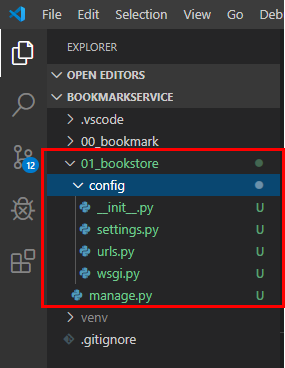 File Edit Selection View Go Deb
EXPLORER
OPEN EDITORS
BOOKMARKSERVICE
.vscode
00_bookmark
01_bookstore
config
__init__.py U
settings.py U
urls.py U
wsgi.py U
manage.py U
venv
.gitignore
12